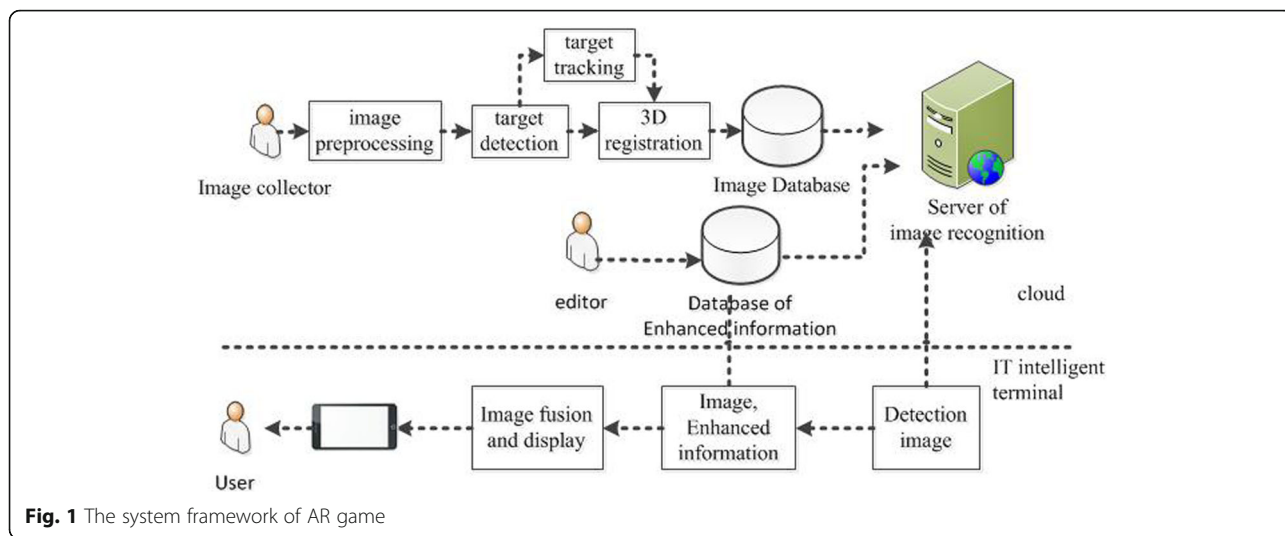 target
tracking
image
preprocessing
target
detection
3D
registration
Image collector
Image Database
Server of
image recognition
editor
Database of
Enhanced information
cloud
IT intelligent
terminal
Image fusion
and display
Image,
Enhanced
information
Detection
image
User
Fig. 1 The system framework of AR game